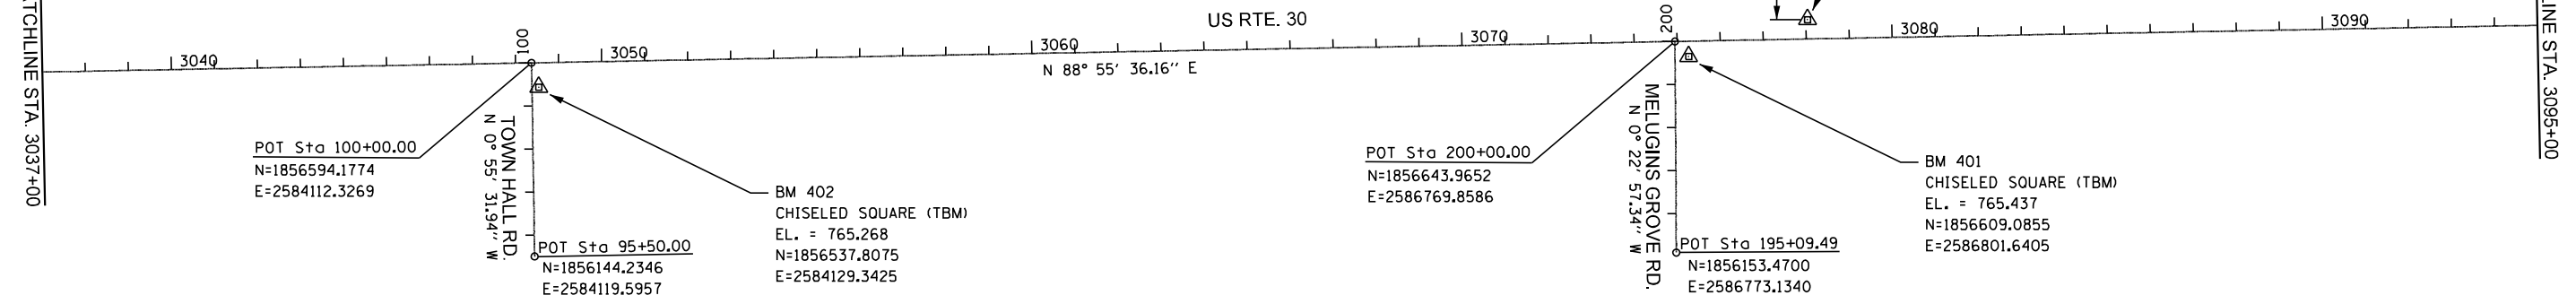 MATCHLINE STA. 3037+00
3040
100
3050
3060
US RTE. 30
N 88° 55' 36.16" E
3070
200
3080
3090
POT Sta 100+00.00
N=1856594.1774
E=2584112.3269
TOWN HALL RD.
N 0° 55' 31.94" W
POT Sta 95+50.00
N=1856144.2346
E=2584119.5957
BM 402
CHISELED SQUARE (TBM)
EL. = 765.268
N=1856537.8075
E=2584129.3425
POT Sta 200+00.00
N=1856643.9652
E=2586769.8586
MELUGINS GROVE RD.
N 0° 22' 57.34" W
POT Sta 195+09.49
N=1856153.4700
E=2586773.1340
BM 401
CHISELED SQUARE (TBM)
EL. = 765.437
N=1856609.0855
E=2586801.6405
LINE STA. 3095+00